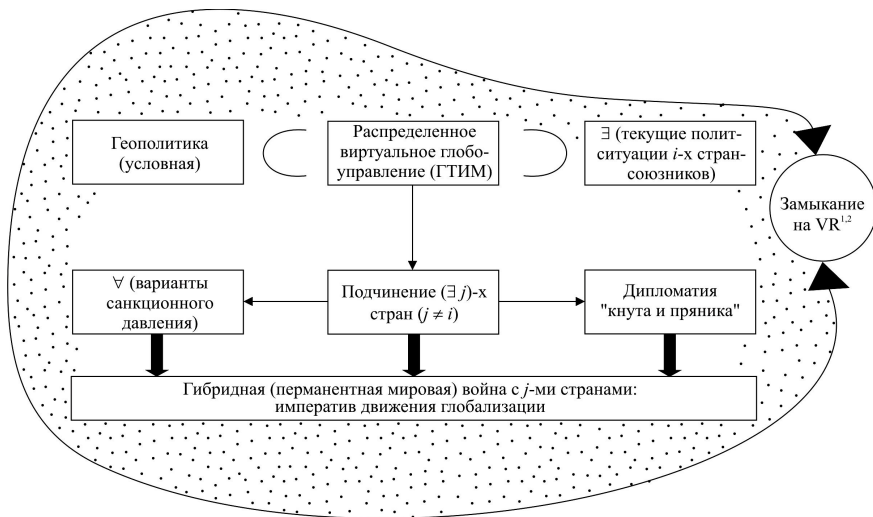 Геополитика
(условная)
Распределенное
виртуальное глобо-
управление (ГТИМ)
∃ (текущие полит-
ситуации i-х стран-
союзников)
Замыкание
на VR1,2
∀ (варианты
санкционного
давления)
Подчинение (∃ j)-х
стран (j ≠ i)
Дипломатия
"кнута и пряника"
Гибридная (перманентная мировая) война с j-ми странами:
императив движения глобализации